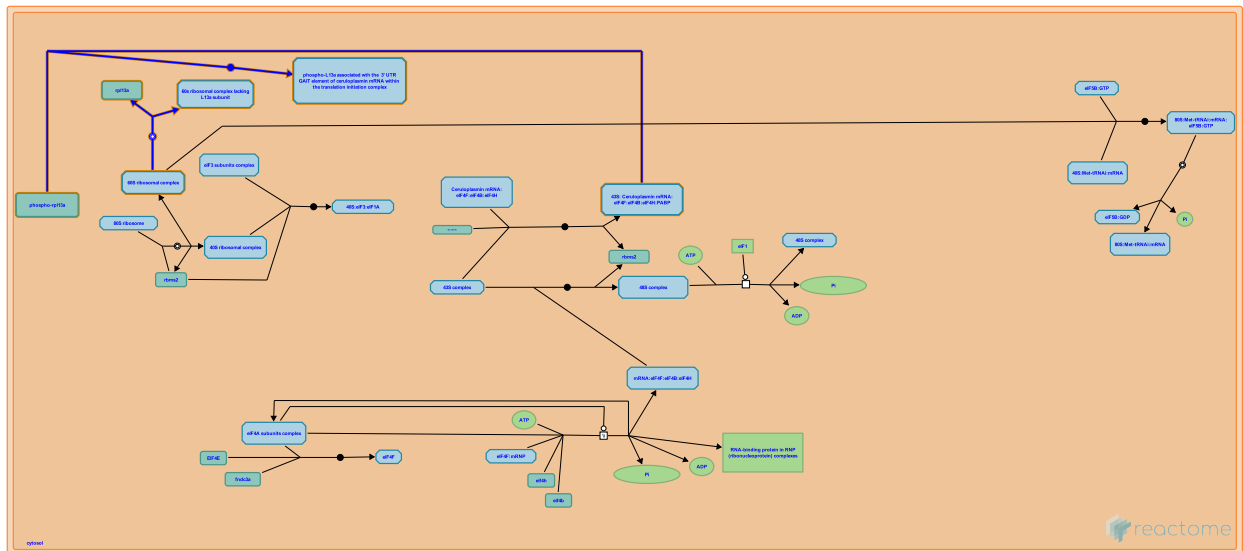 phospho-L13a associated wth the 3' UTR
GAIT element of ceruloplasmin mRNA within
the translation initiation complex
rpl13a
60s ribosomal complex lacking
L13a subunit
eIF5B:GTP
80S:Met-tRNAi:mRNA:
eIF5B:GTP
eIF3 subunits complex
60S ribosomal complex
phospho-rpl13a
40S:eIF3:eIF1A
80S ribosome
40S ribosomal complex
rbms2
Ceruloplasmin mRNA:
eIF4F:eIF4B:eIF4H
43S: Ceruloplasmin mRNA:
eIF4F:eIF4B:eIF4H:PABP
48S:Met-tRNAi:mRNA
eIF5B:GDP
Pi
80S:Met-tRNAi:mRNA
rbms2
ATP
eIF1
48S complex
43S complex
48S complex
Pi
ADP
mRNA:eIF4F:eIF4B:eIF4H
eIF4A subunits complex
ATP
EIF4E
eIF4F
eIF4F:mRNP
fndc3a
eif4b
eif4b
Pi
ADP
RNA-binding protein in RNP
(ribonucleoprotein) complexes
cytosol
reactome